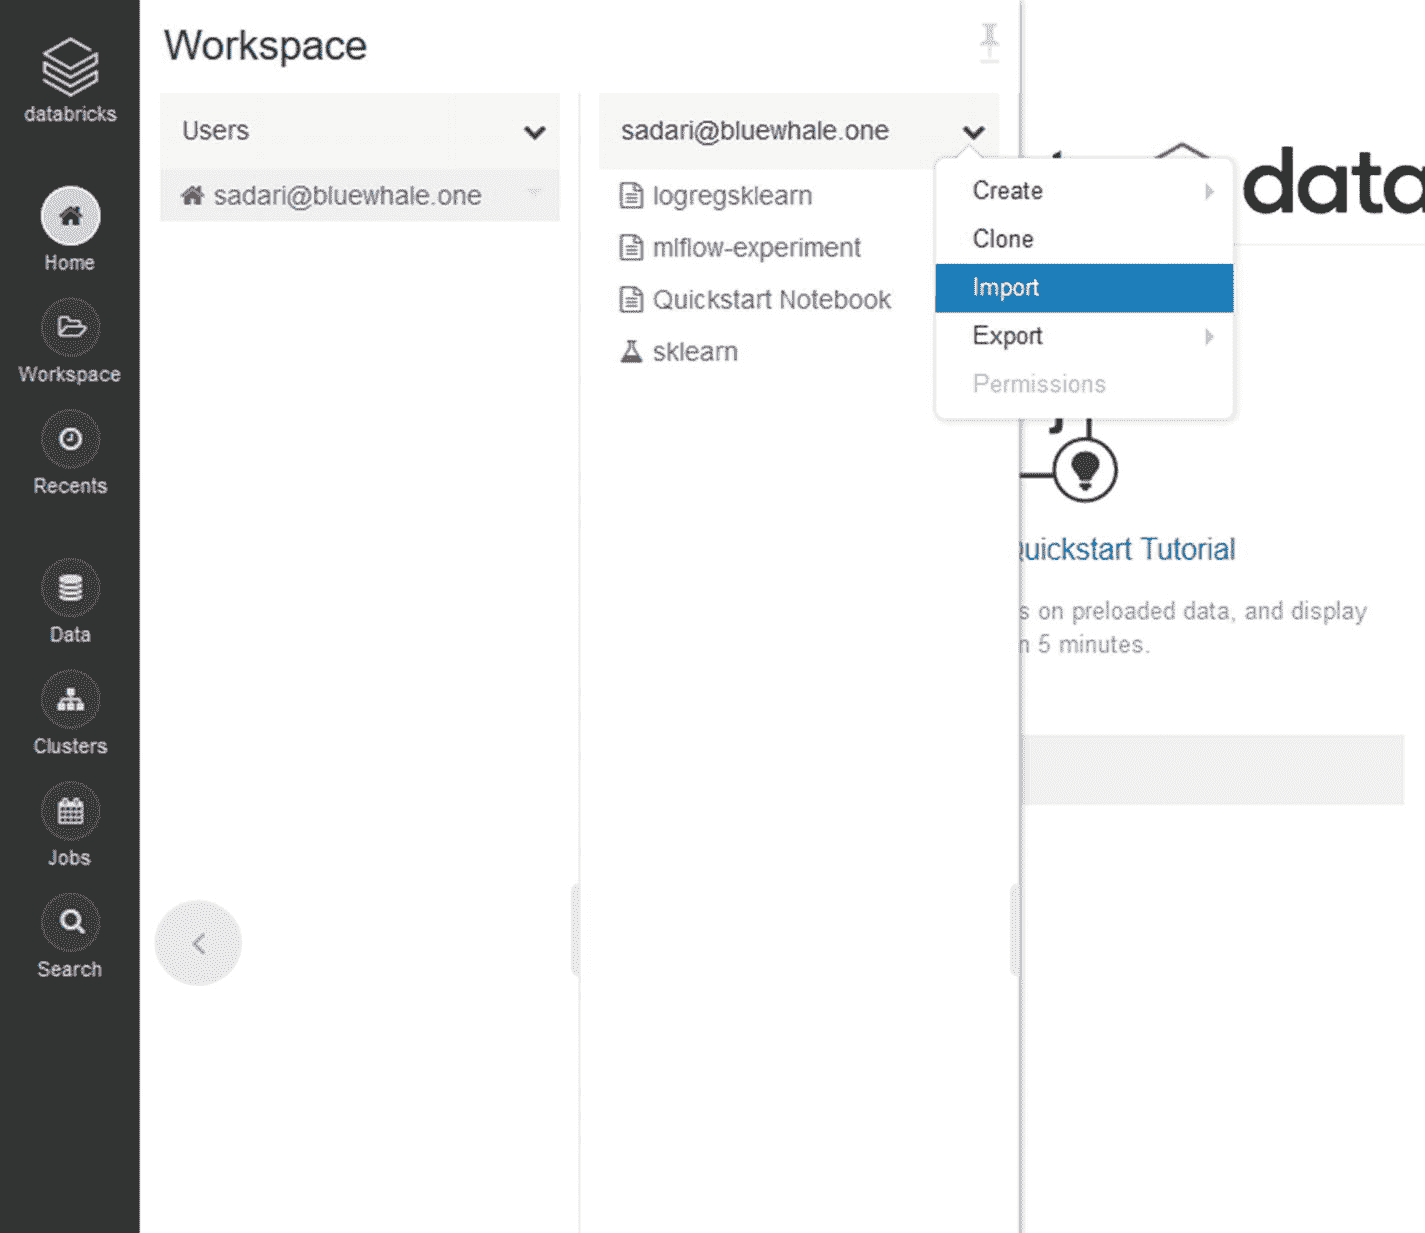 databricks
Home
Workspace
Recents
Data
Clusters
Jobs
Search
Workspace
Users
sadari@bluewhale.one
sadari@bluewhale.one
logregsklearn
mlflow-experiment
Quickstart Notebook
sklearn
Create
Clone
Import
Export
Permissions
data
uickstart Tutorial
s on preloaded data, and display
n 5 minutes.